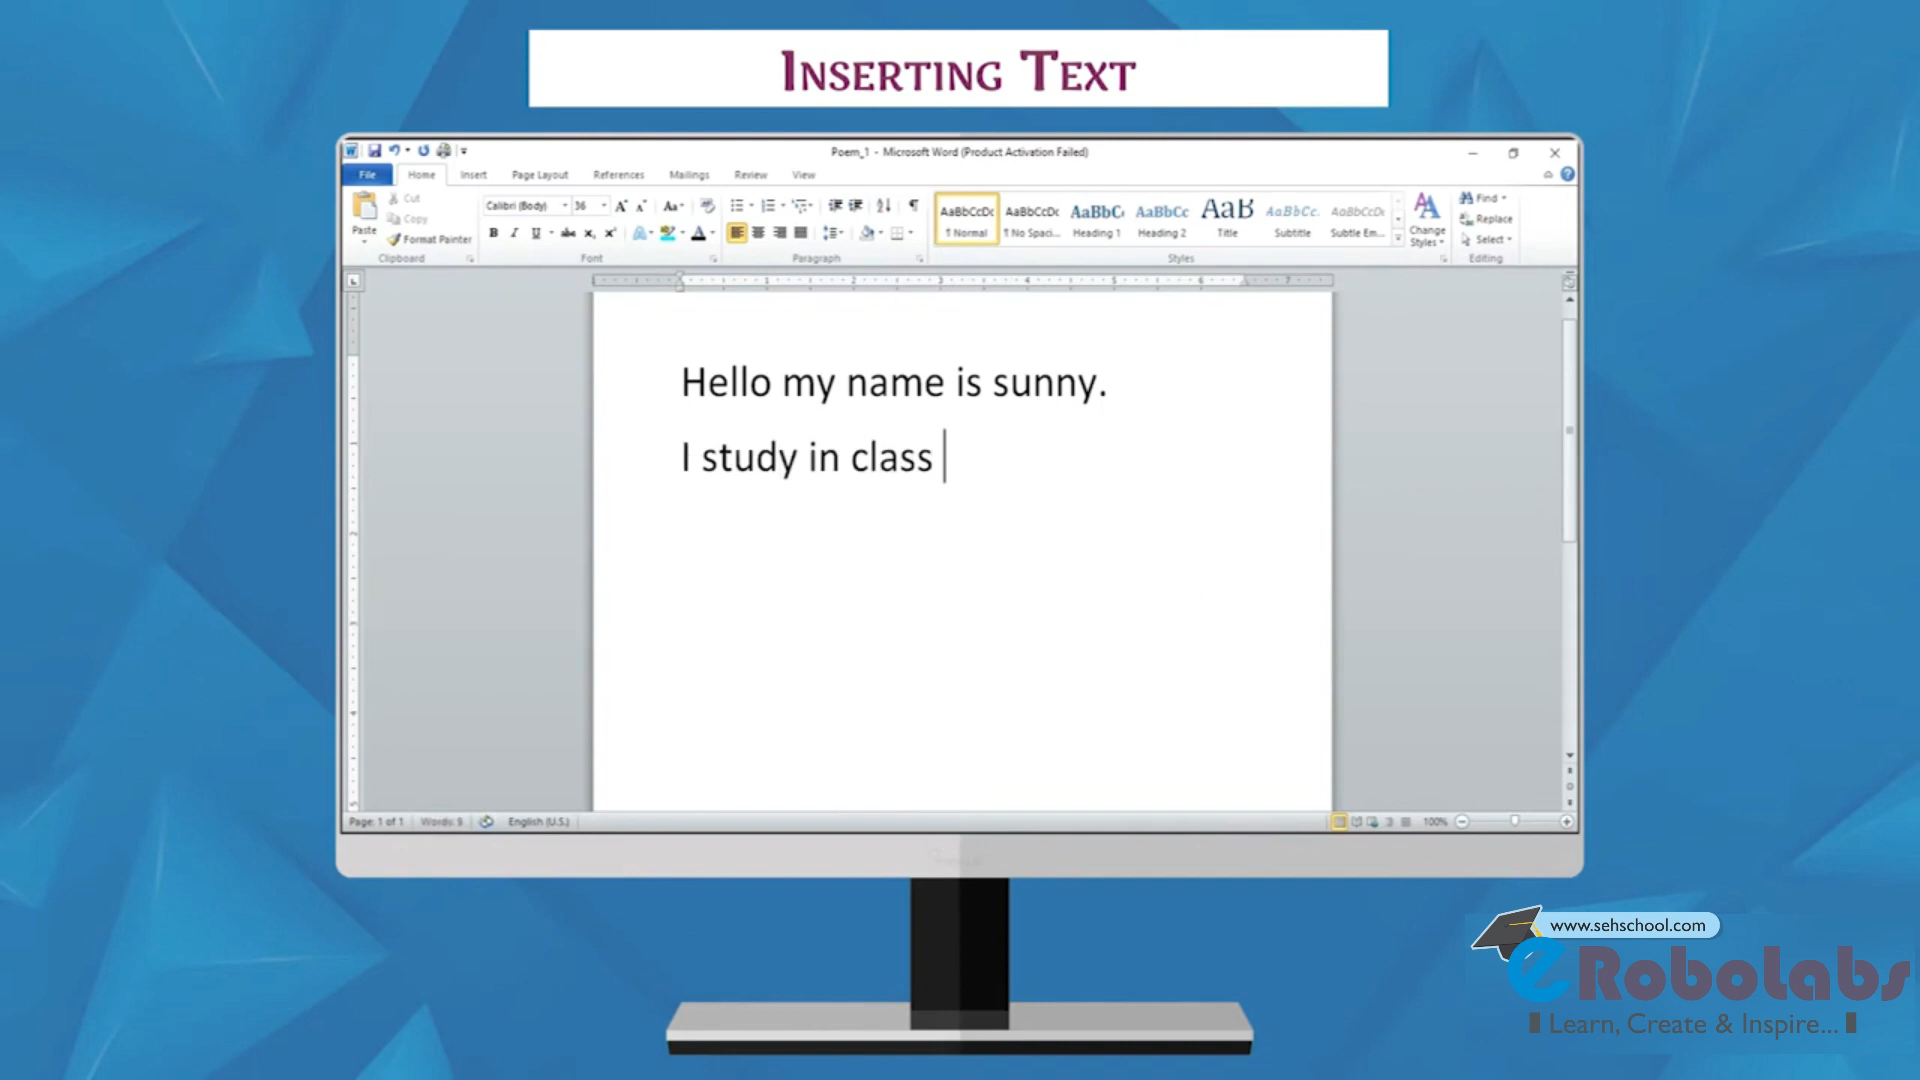 Inserting Text
Poem_1 - Microsoft Word (Product Activation Failed)
File Home Insert Page Layout References Mailings Review View
Paste
Cut
Copy
Format Painter
Clipboard
Calibri (Body) 36
Font
Paragraph
AaBbCcDc AaBbCcDc AaBbC AaBbCc AaB AaBbCc. AaBbCcDc
¶ Normal ¶ No Spaci... Heading 1 Heading 2 Title Subtitle Subtle Em...
Change Styles
Styles
Find
Replace
Select
Editing
Hello my name is sunny.
I study in class
Page: 1 of 1 Words: 9 English (U.S.) 100%
www.sehschool.com
eRobolabs
Learn, Create & Inspire...